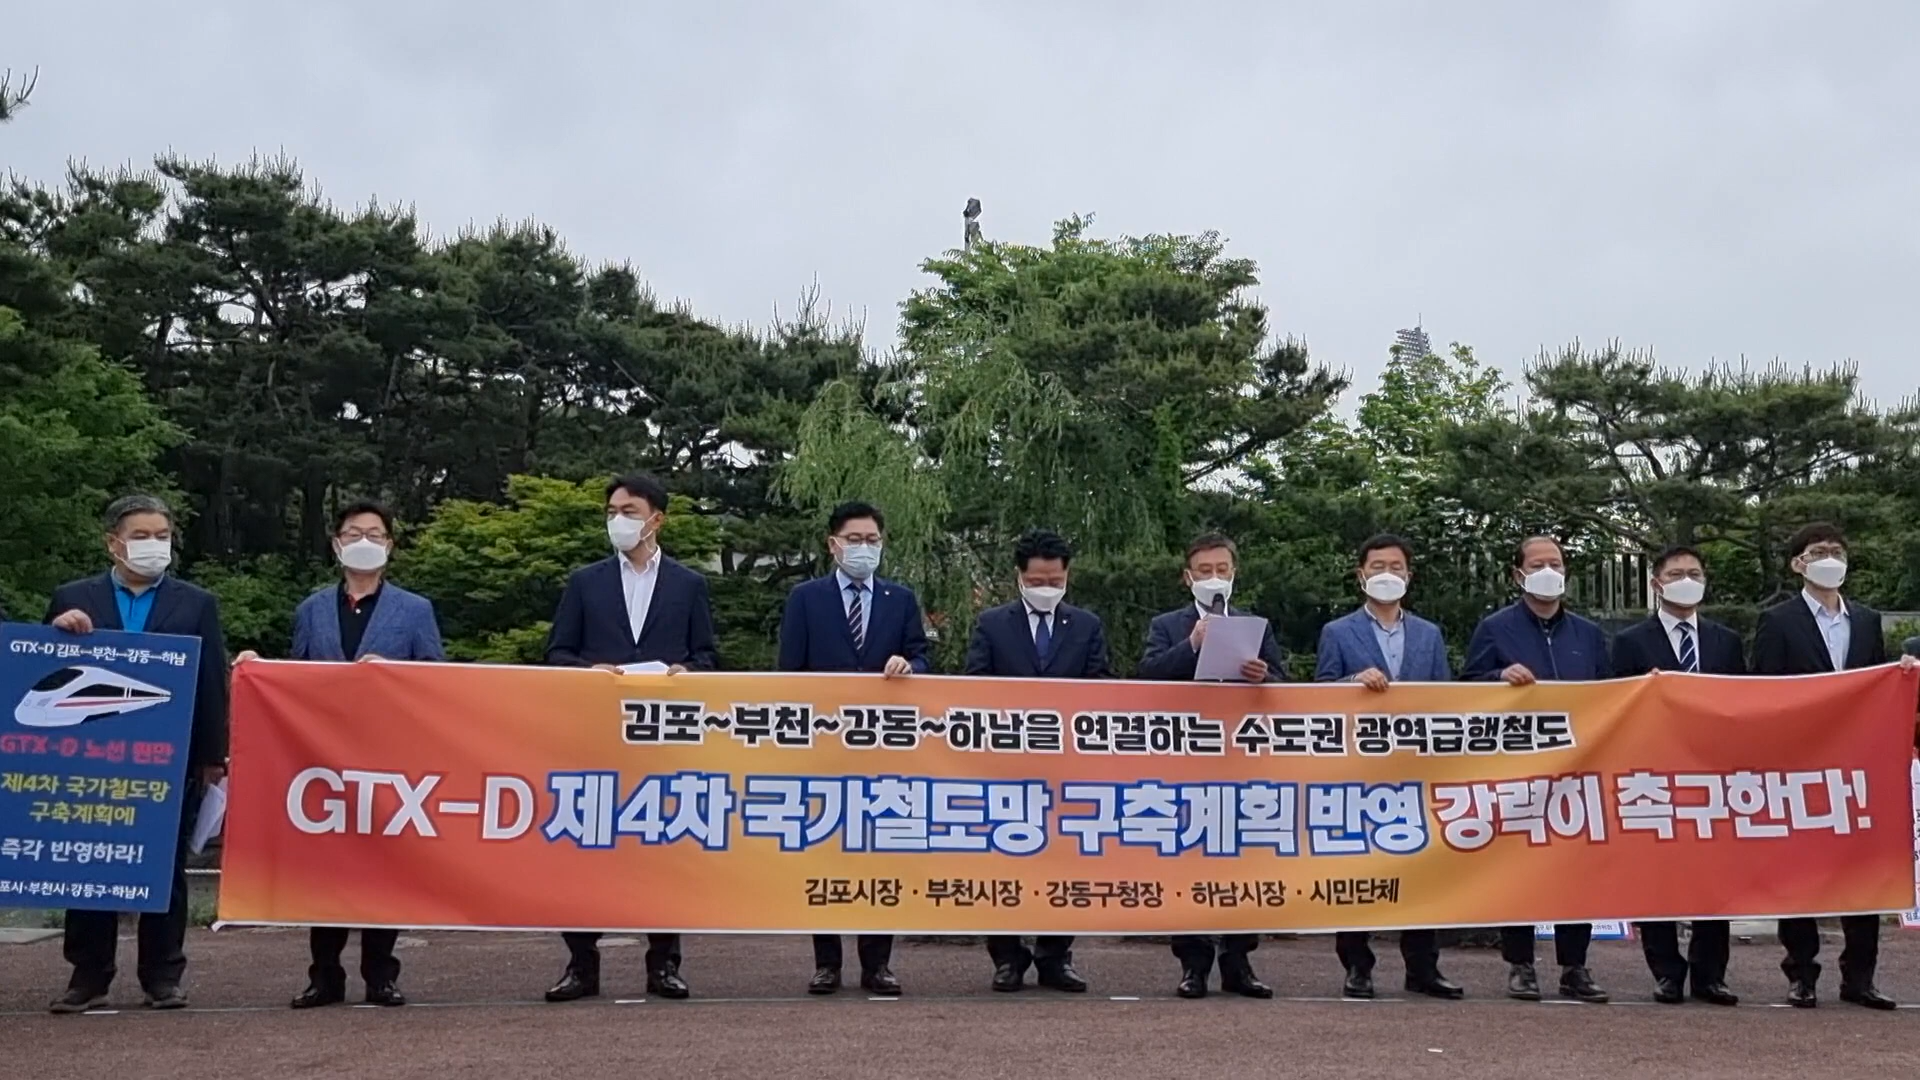 GTX-D 김포~부천~강동~하남
GTX-D 노선 원안
제4차 국가철도망
구축계획에
즉각 반영하라!
포시·부천시·강동구·하남시
김포~부천~강동~하남을 연결하는 수도권 광역급행철도
GTX-D 제4차 국가철도망 구축계획 반영 강력히 촉구한다!
김포시장 · 부천시장 · 강동구청장 · 하남시장 · 시민단체